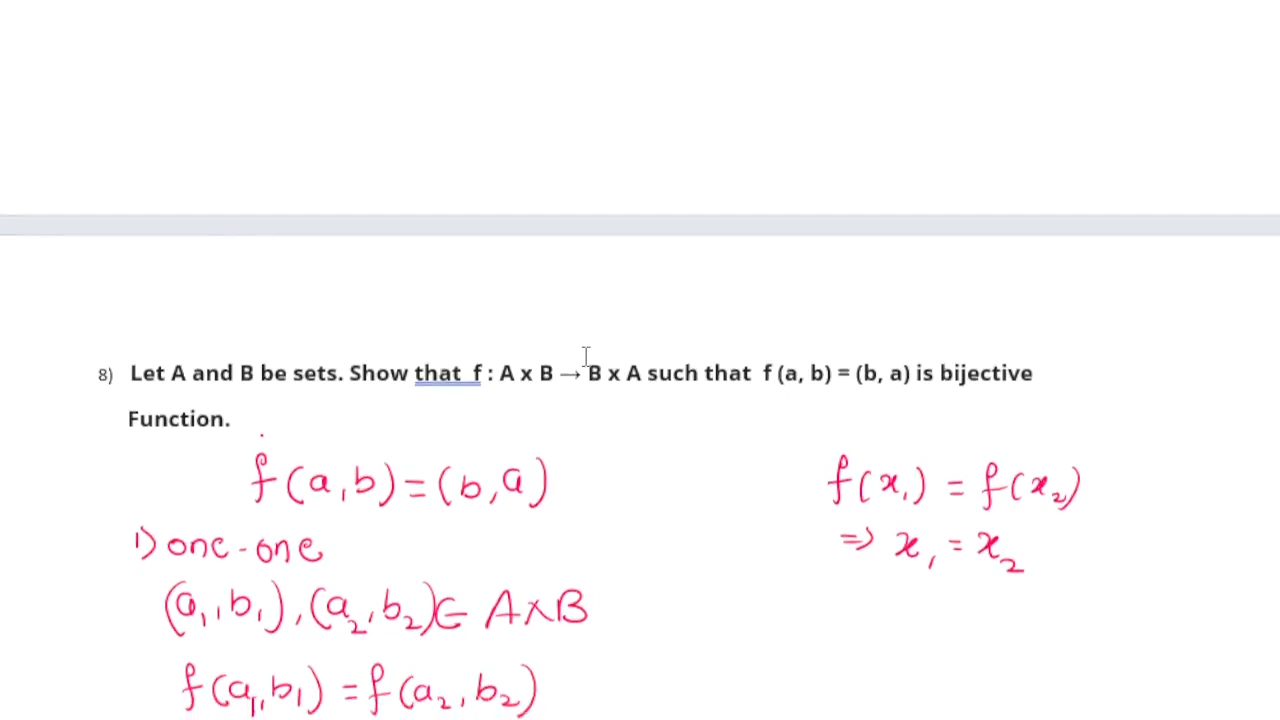 8) Let A and B be sets. Show that f : A x B → B x A such that f (a, b) = (b, a) is bijective
Function.
f(a,b)=(b,a)
1) one-one
(a₁,b₁),(a₂,b₂)∈ A×B
f(a₁,b₁)=f(a₂,b₂)
f(x₁) = f(x₂)
⇒ x₁ = x₂